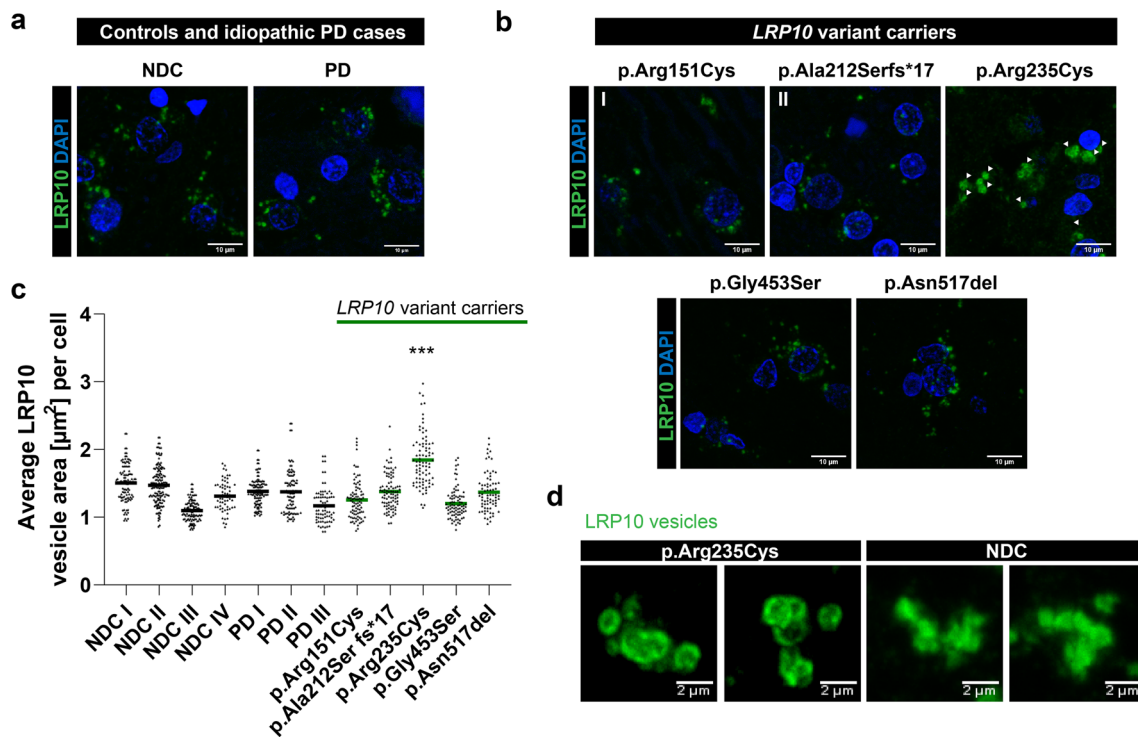 a
Controls and idiopathic PD cases
NDC
PD
LRP10 DAPI
10 µm
10 µm
b
LRP10 variant carriers
p.Arg151Cys
p.Ala212Serfs*17
p.Arg235Cys
LRP10 DAPI
I
II
10 µm
10 µm
10 µm
p.Gly453Ser
p.Asn517del
LRP10 DAPI
10 µm
10 µm
c
LRP10 variant carriers
Average LRP10
vesicle area [µm²] per cell
4
3
2
1
0
***
NDC I
NDC II
NDC III
NDC IV
PD I
PD II
PD III
p.Arg151Cys
p.Ala212Ser fs*17
p.Arg235Cys
p.Gly453Ser
p.Asn517del
d
LRP10 vesicles
p.Arg235Cys
NDC
2 µm
2 µm
2 µm
2 µm